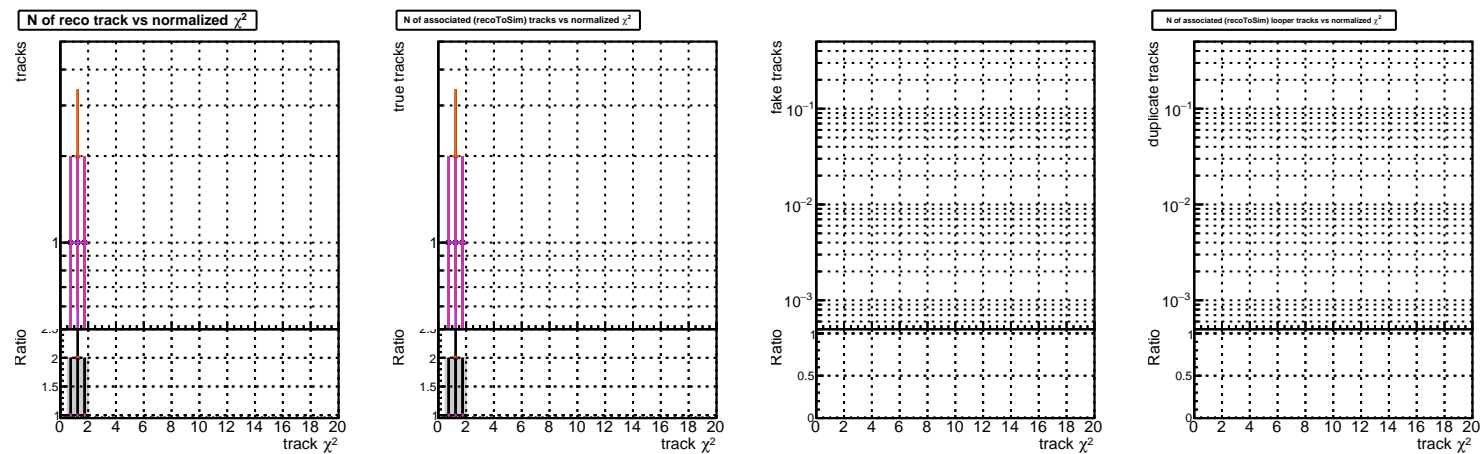 N of reco track vs normalized χ²
tracks
1
Ratio
2.5
2
1.5
1
0 2 4 6 8 10 12 14 16 18 20
track χ²
N of associated (recoToSim) tracks vs normalized χ²
true tracks
1
Ratio
2.5
2
1.5
1
0 2 4 6 8 10 12 14 16 18 20
track χ²
fake tracks
10⁻¹
10⁻²
10⁻³
Ratio
1
0.5
0
0 2 4 6 8 10 12 14 16 18 20
track χ²
N of associated (recoToSim) looper tracks vs normalized χ²
duplicate tracks
10⁻¹
10⁻²
10⁻³
Ratio
1
0.5
0
0 2 4 6 8 10 12 14 16 18 20
track χ²